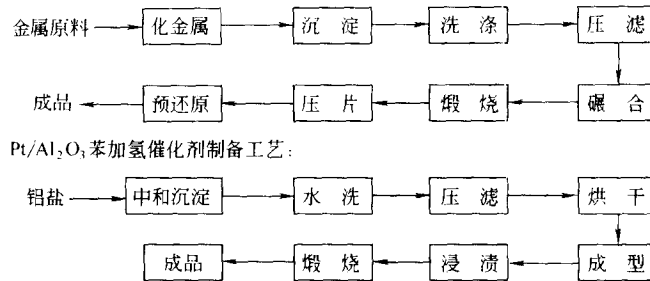 金属原料 化金属 沉淀 洗涤 压滤
成品 预还原 压片 煅烧 碾合
Pt/Al₂O₃苯加氢催化剂制备工艺:
铝盐 中和沉淀 水洗 压滤 烘干
成品 煅烧 浸渍 成型